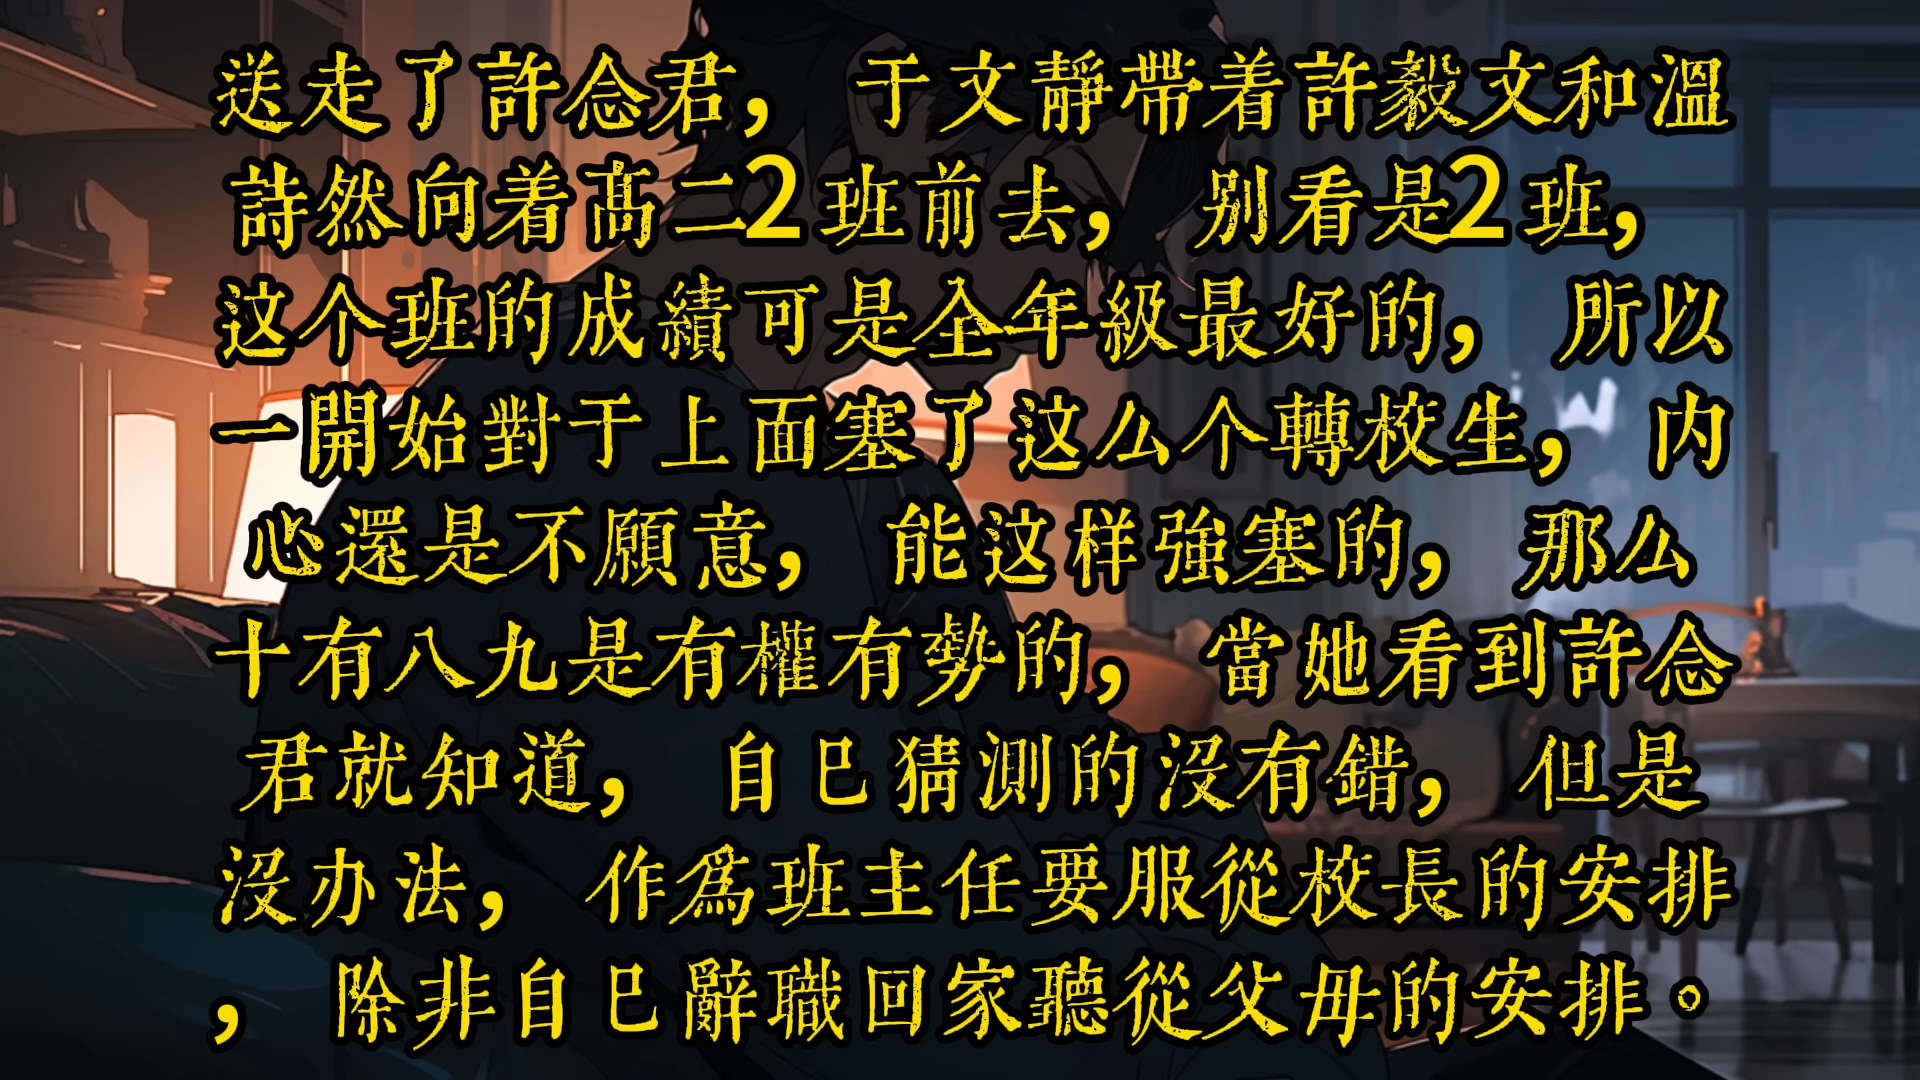 送走了許念君，于文靜带着許毅文和溫
詩然向着高二2班前去，别看是2班，
这个班的成績可是全年級最好的，所以
一開始對于上面塞了这么个轉校生，内
心還是不願意，能这样強塞的，那么
十有八九是有權有勢的，當她看到許念
君就知道，自己猜測的没有錯，但是
没办法，作爲班主任要服從校長的安排
，除非自己辭職回家聽從父母的安排。